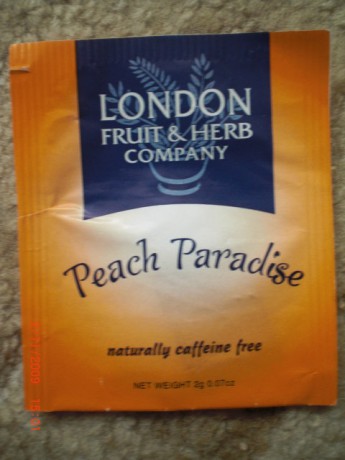 LONDON
FRUIT & HERB
COMPANY
Peach Paradise
naturally caffeine free
NET WEIGHT 2g 0.07oz